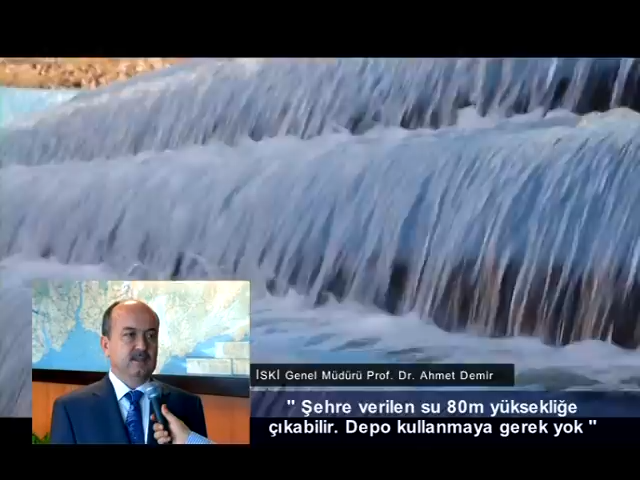 İSKİ Genel Müdürü Prof. Dr. Ahmet Demir
" Şehre verilen su 80m yüksekliğe
çıkabilir. Depo kullanmaya gerek yok "